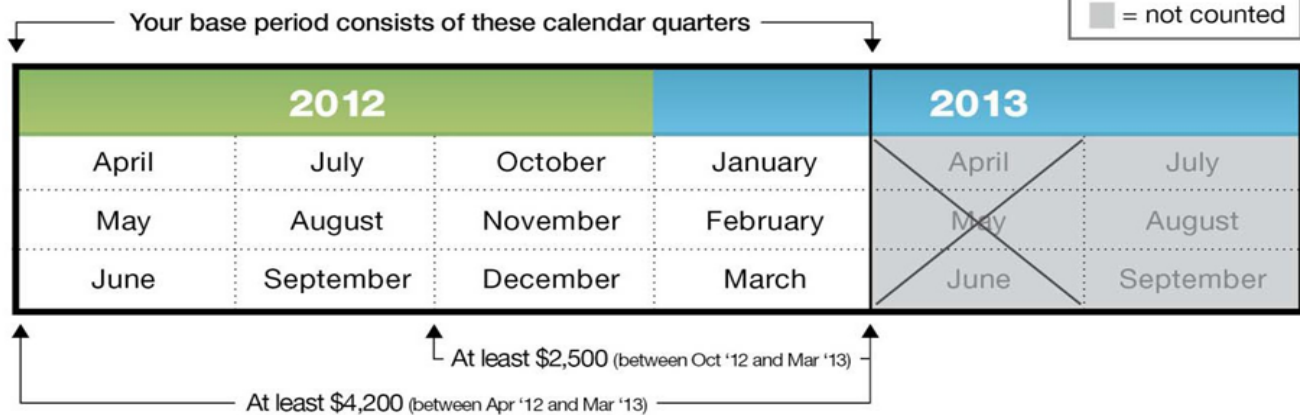 Your base period consists of these calendar quarters
= not counted
2012 2013
April July October January April July
May August November February May August
June September December March June September
At least $2,500 (between Oct ‘12 and Mar ‘13)
At least $4,200 (between Apr ‘12 and Mar ‘13)